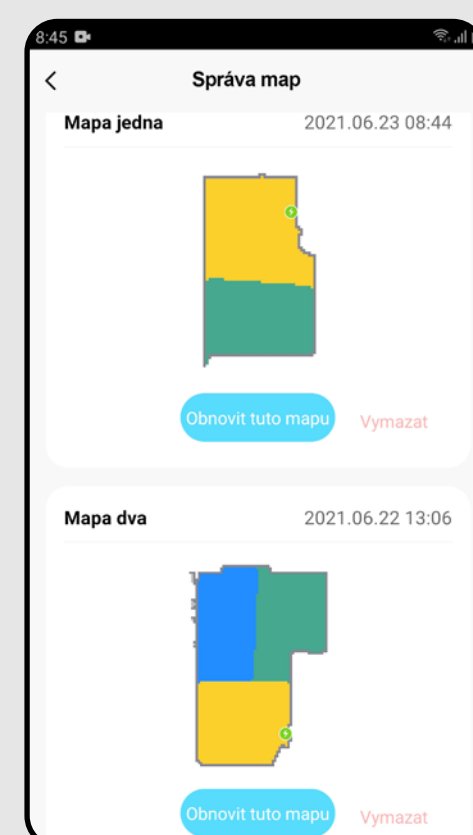 8:45
Správa map
Mapa jedna 2021.06.23 08:44
Obnovit tuto mapu Vymazat
Mapa dva 2021.06.22 13:06
Obnovit tuto mapu Vymazat